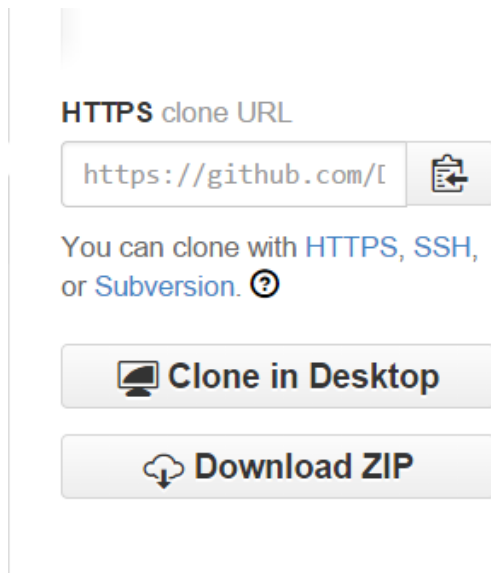 HTTPS clone URL
https://github.com/
You can clone with HTTPS, SSH,
or Subversion.
Clone in Desktop
Download ZIP